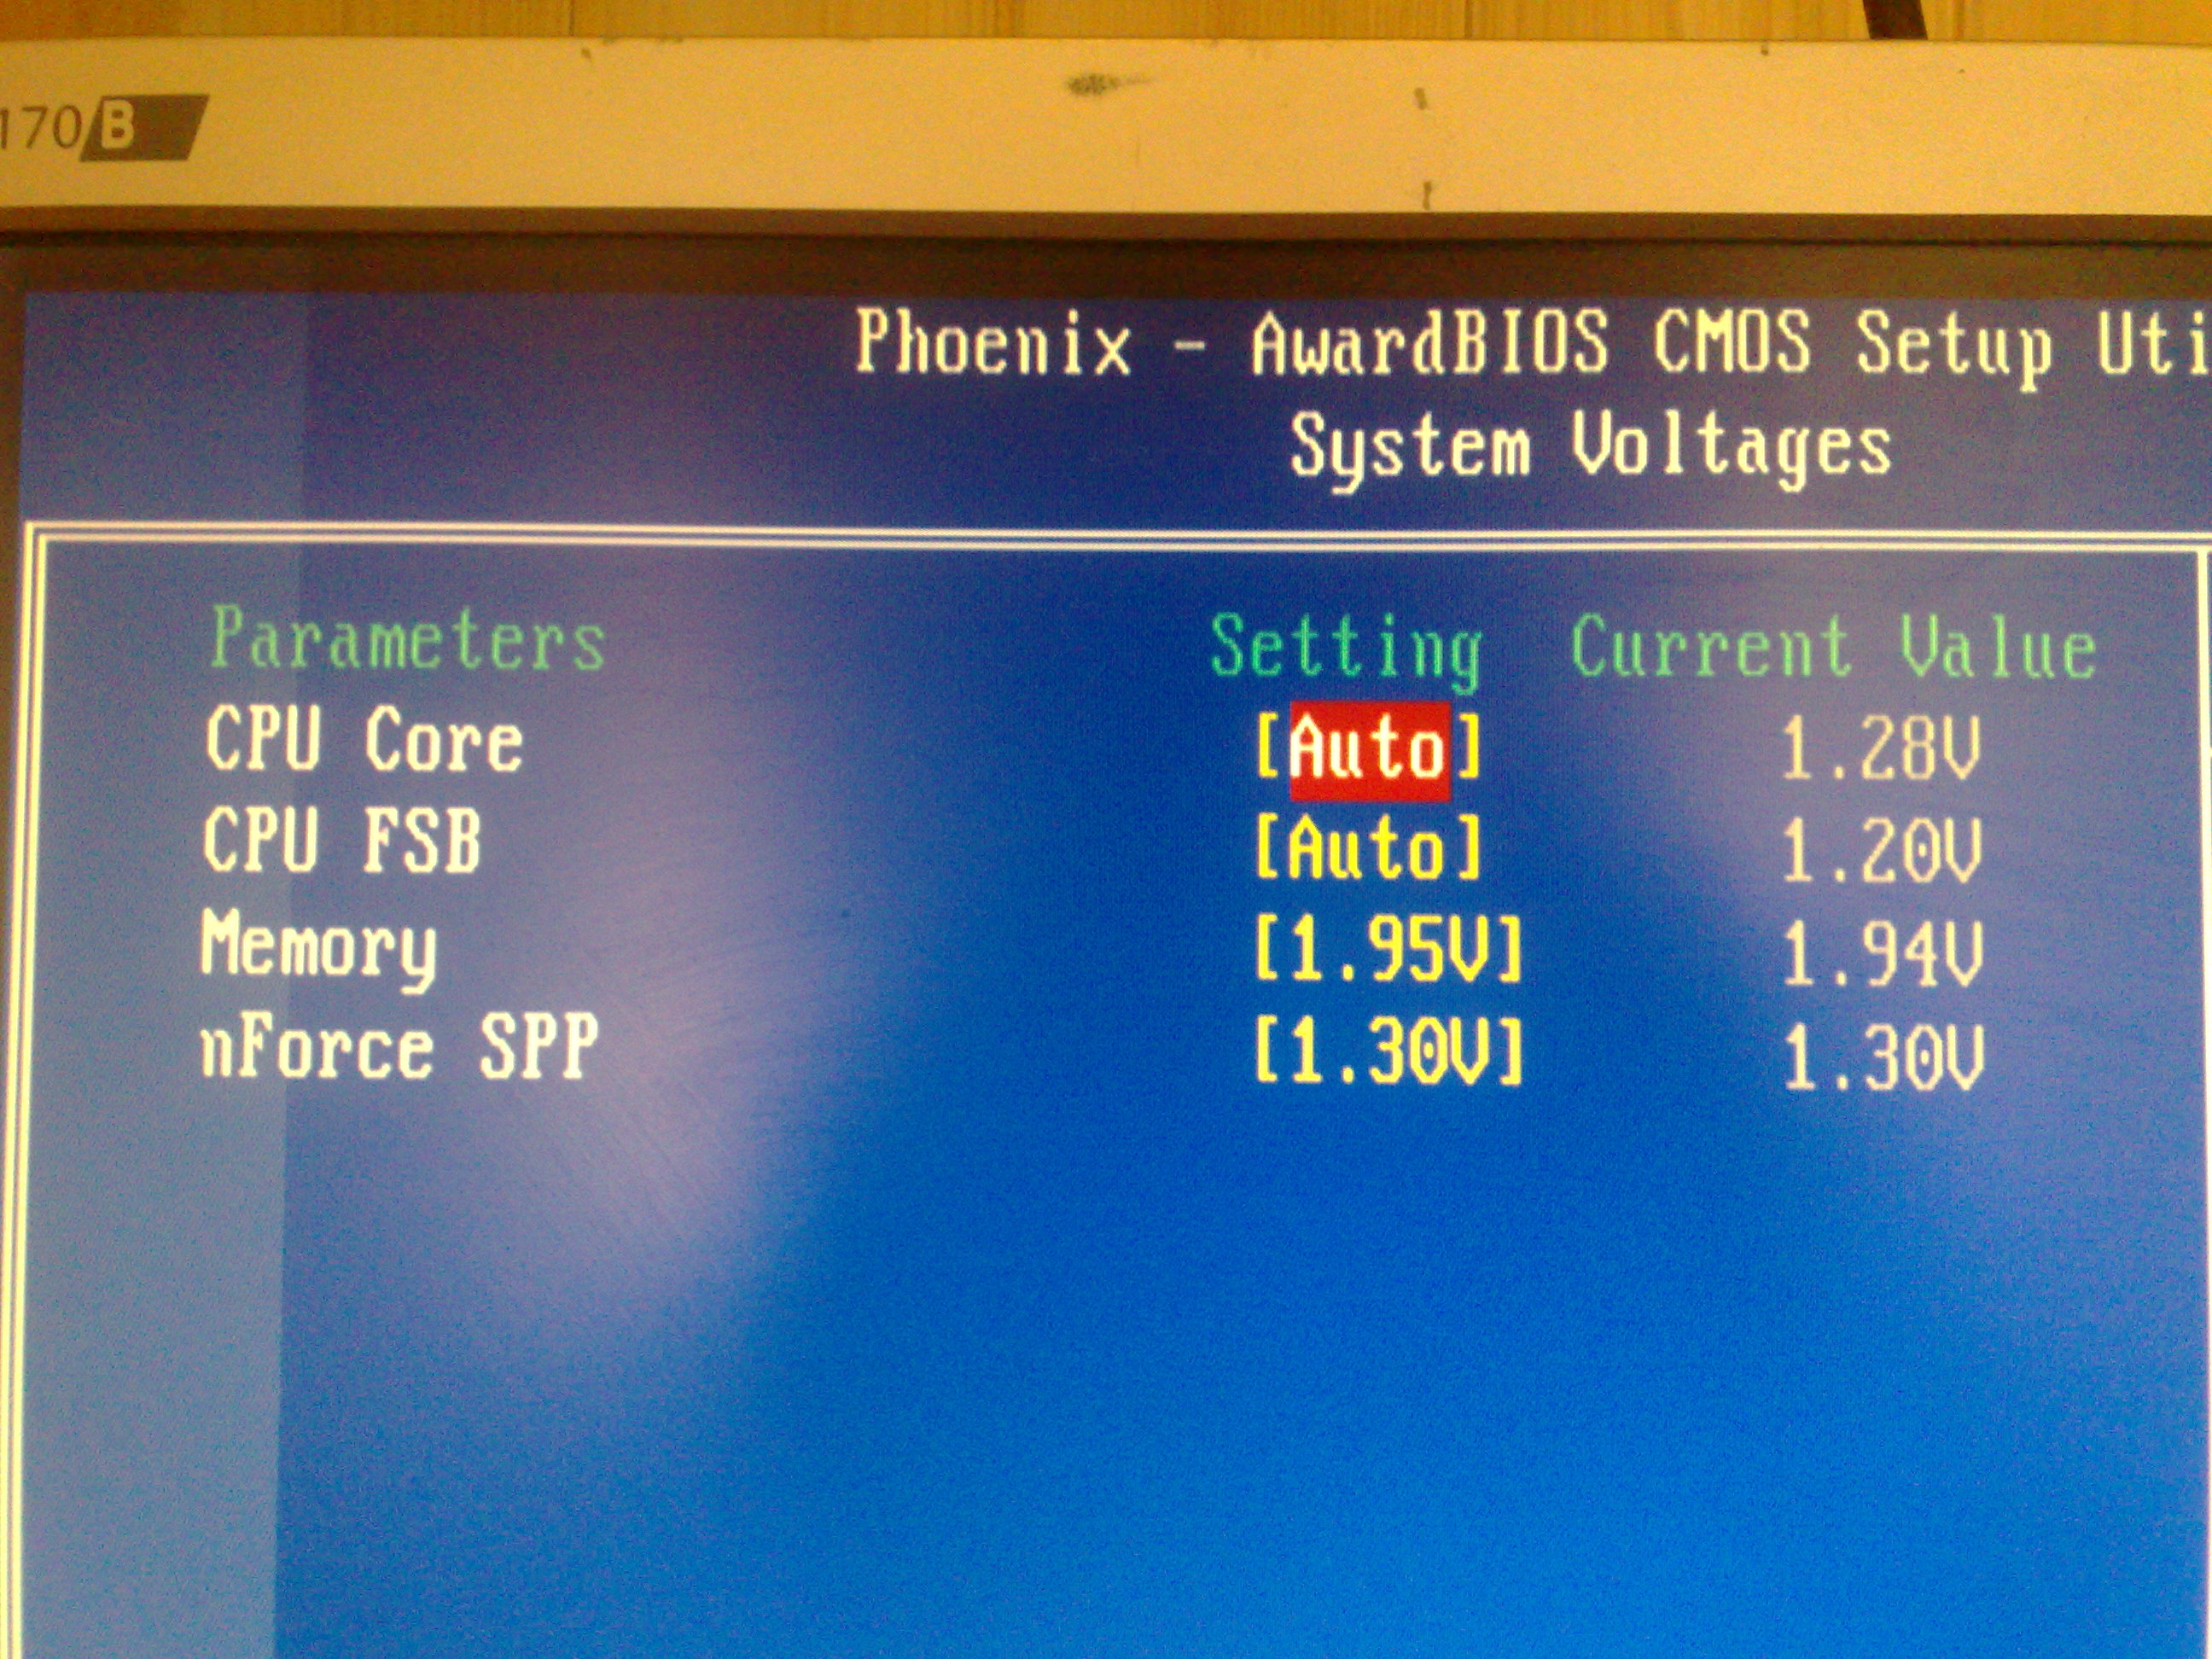 170 B
Phoenix - AwardBIOS CMOS Setup Uti
System Voltages
Parameters Setting Current Value
CPU Core [Auto] 1.28V
CPU FSB [Auto] 1.20V
Memory [1.95V] 1.94V
nForce SPP [1.30V] 1.30V